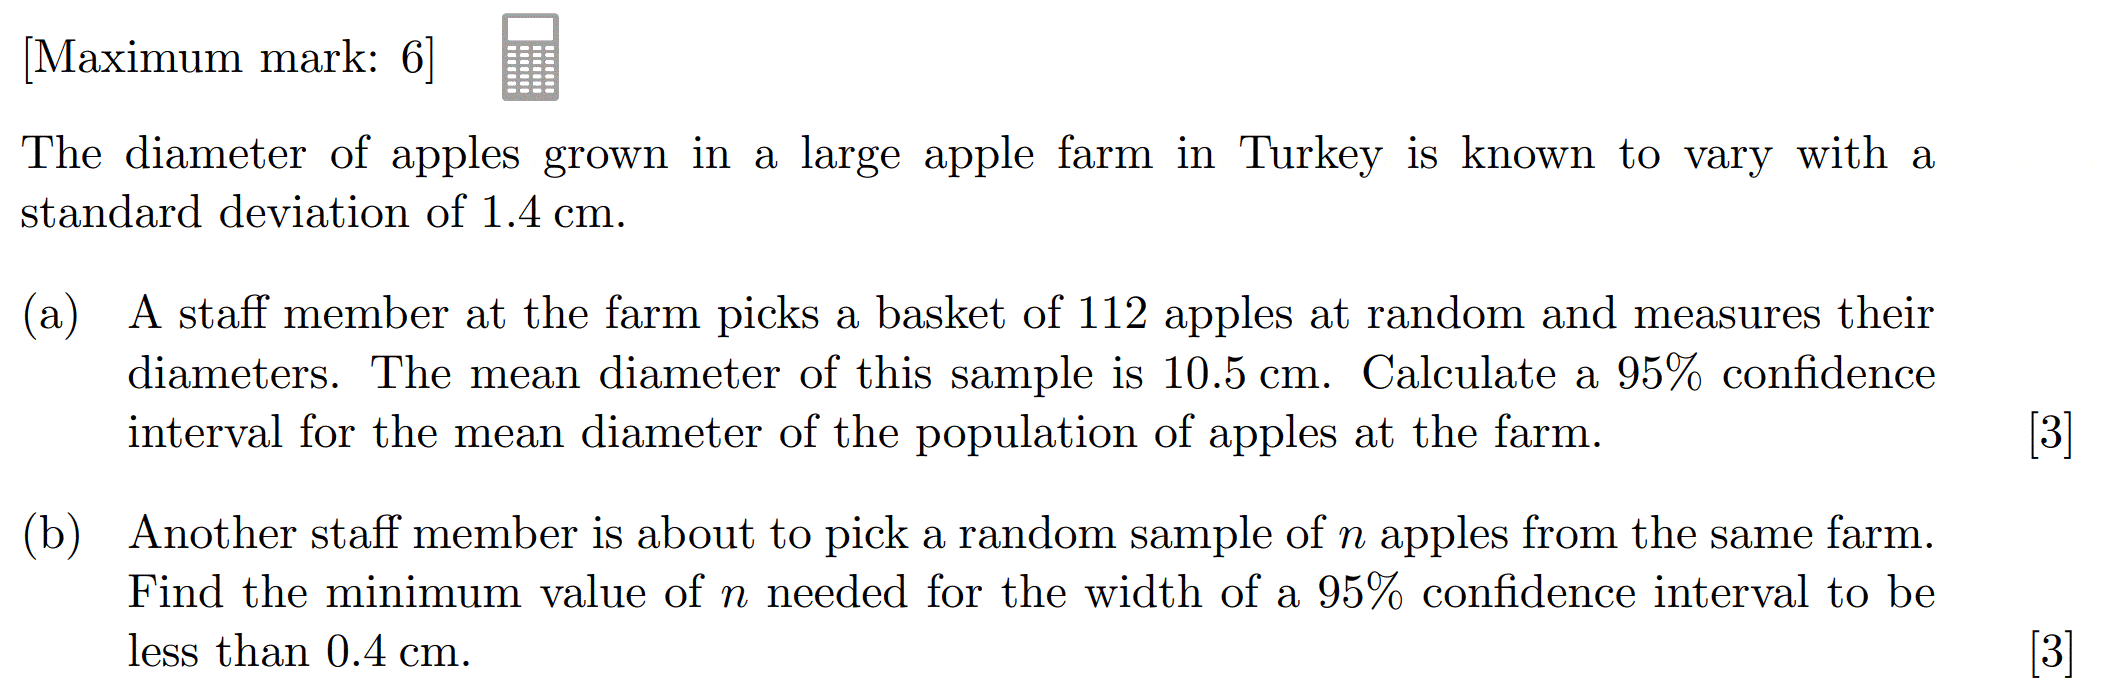 [Maximum mark: 6]
The diameter of apples grown in a large apple farm in Turkey is known to vary with a
standard deviation of 1.4 cm.
(a) A staff member at the farm picks a basket of 112 apples at random and measures their
diameters. The mean diameter of this sample is 10.5 cm. Calculate a 95% confidence
interval for the mean diameter of the population of apples at the farm. [3]
(b) Another staff member is about to pick a random sample of n apples from the same farm.
Find the minimum value of n needed for the width of a 95% confidence interval to be
less than 0.4 cm. [3]